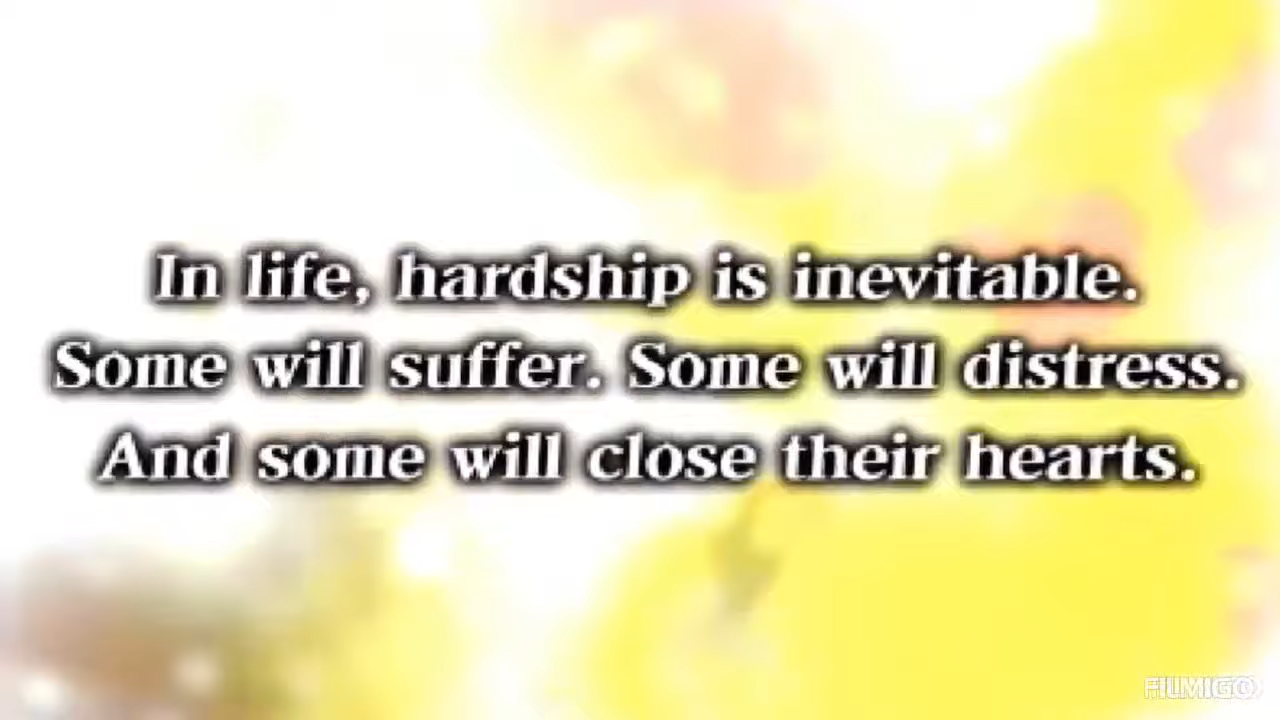 In life, hardship is inevitable.
Some will suffer. Some will distress.
And some will close their hearts.
FILMIGO